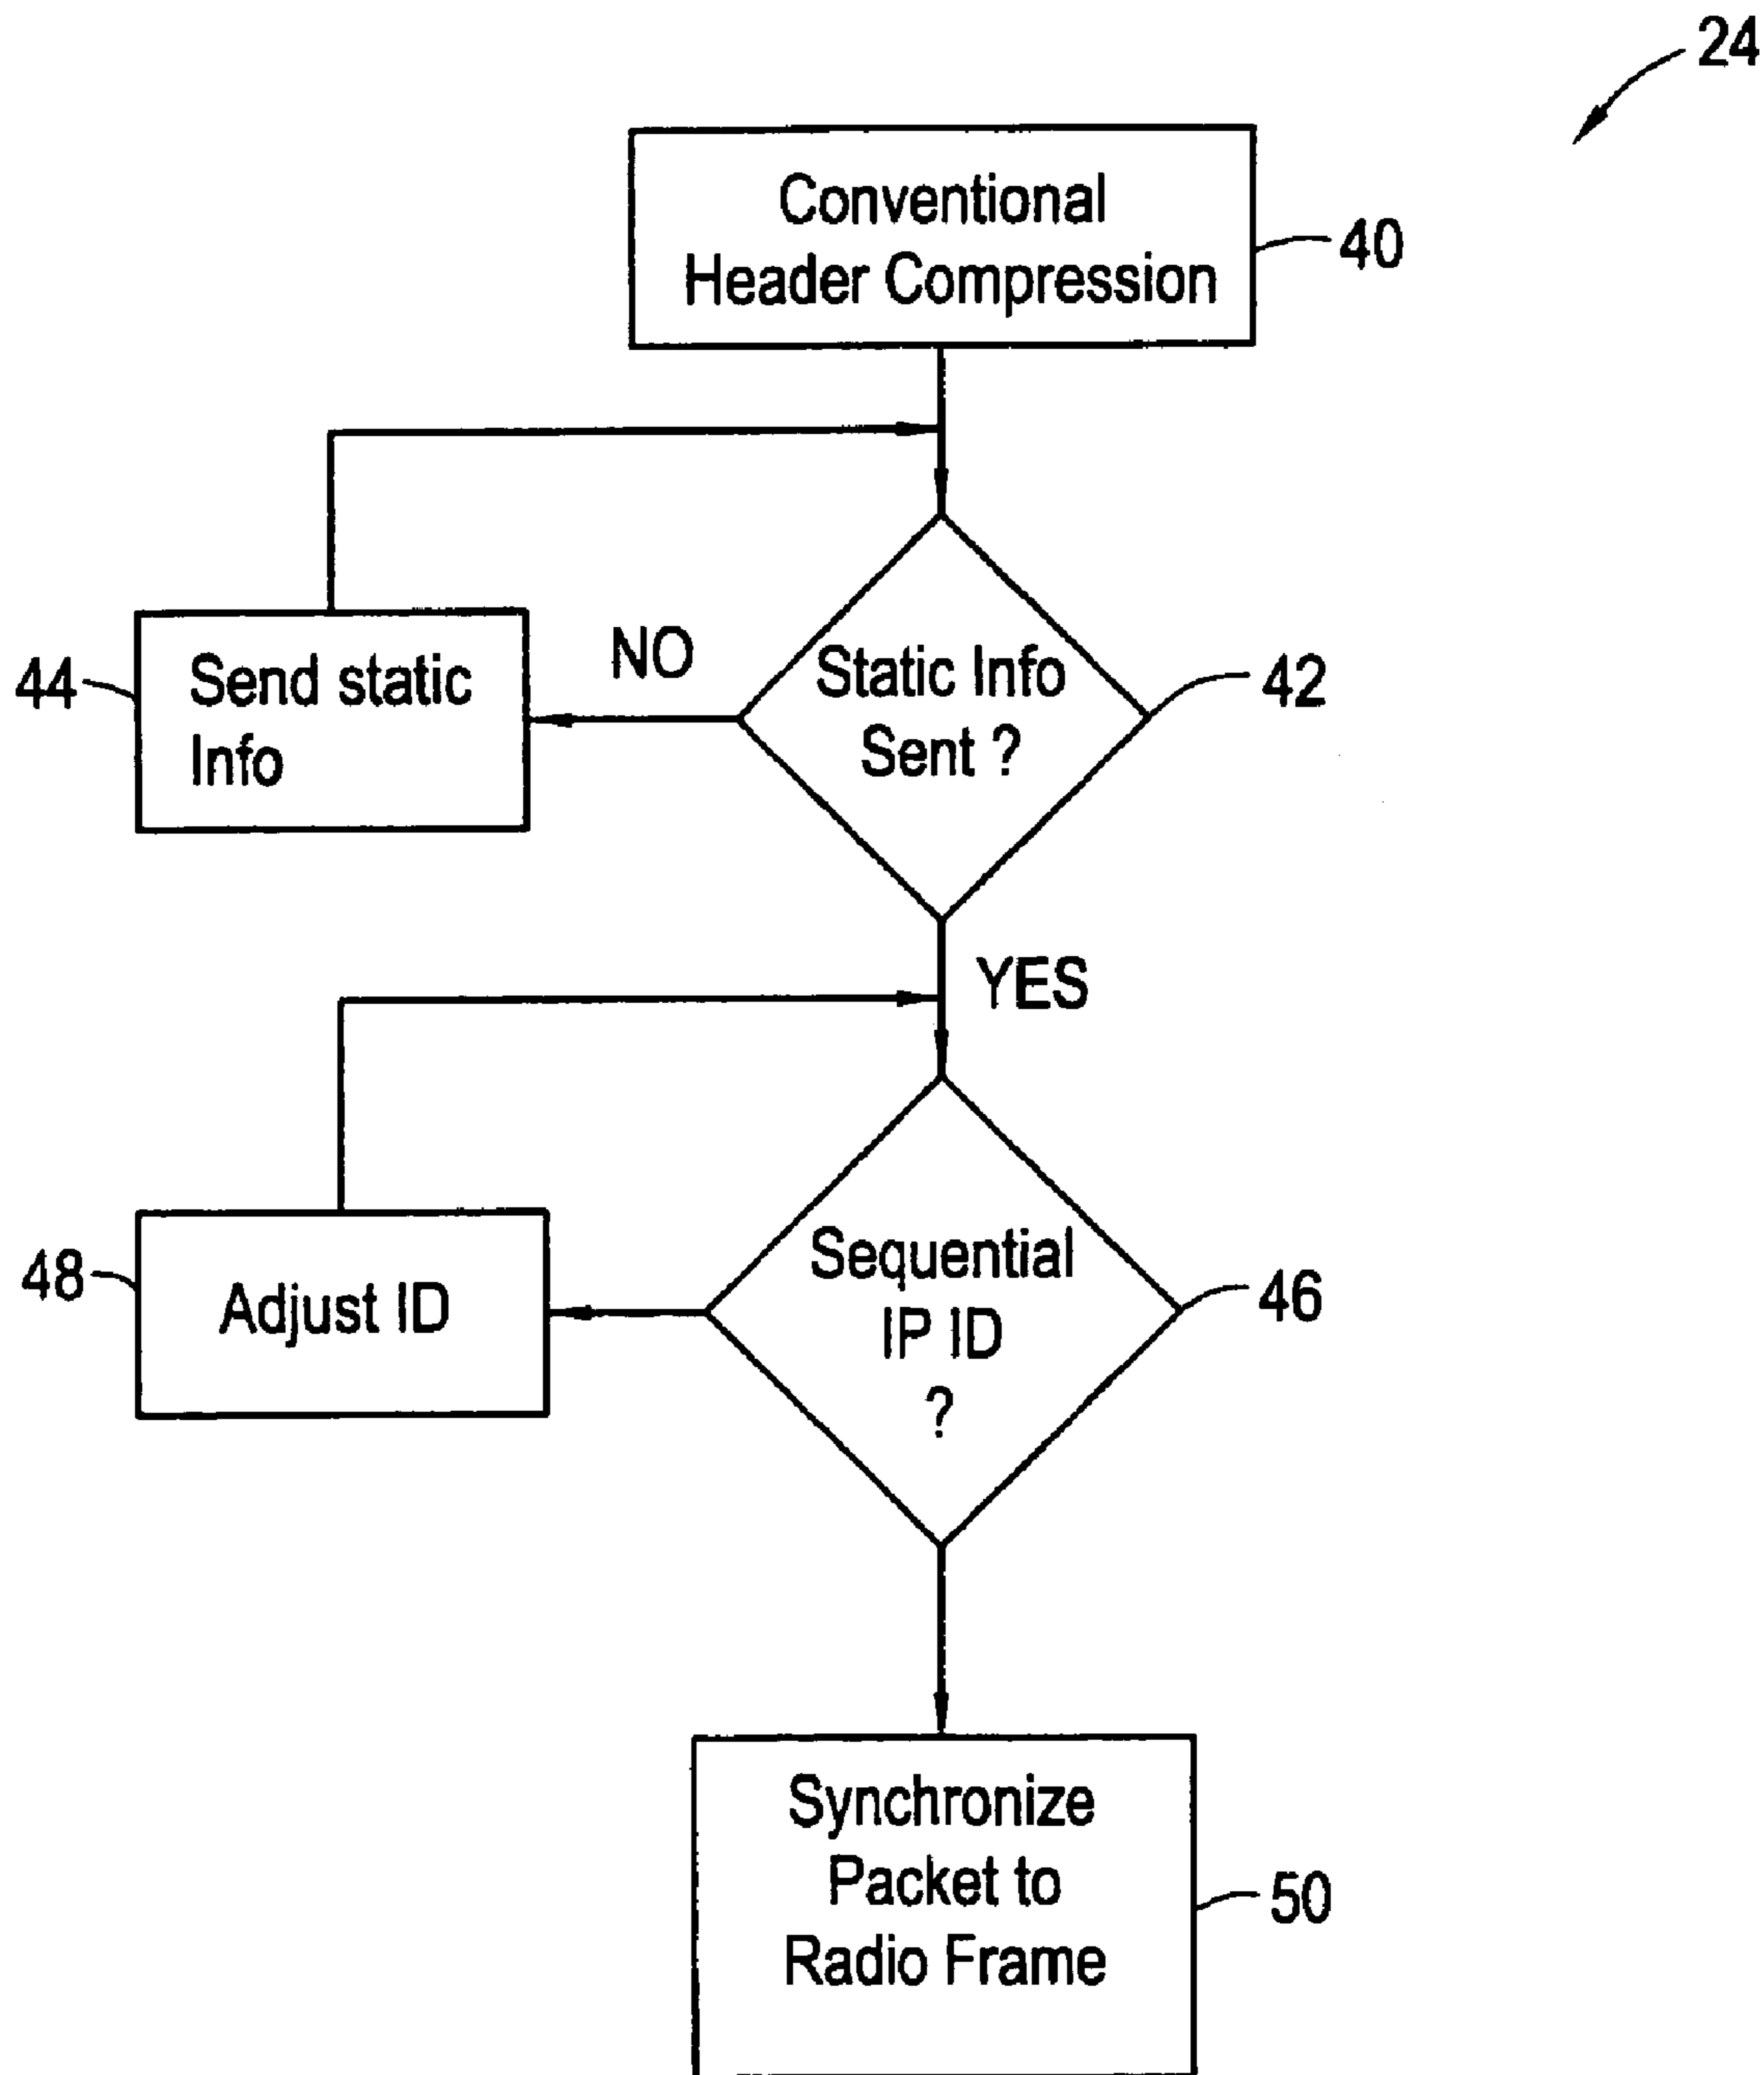 24
Conventional
Header Compression
40
44
Send static
Info
NO
Static Info
Sent ?
42
YES
48
Adjust ID
Sequential
IP ID
?
46
Synchronize
Packet to
Radio Frame
50